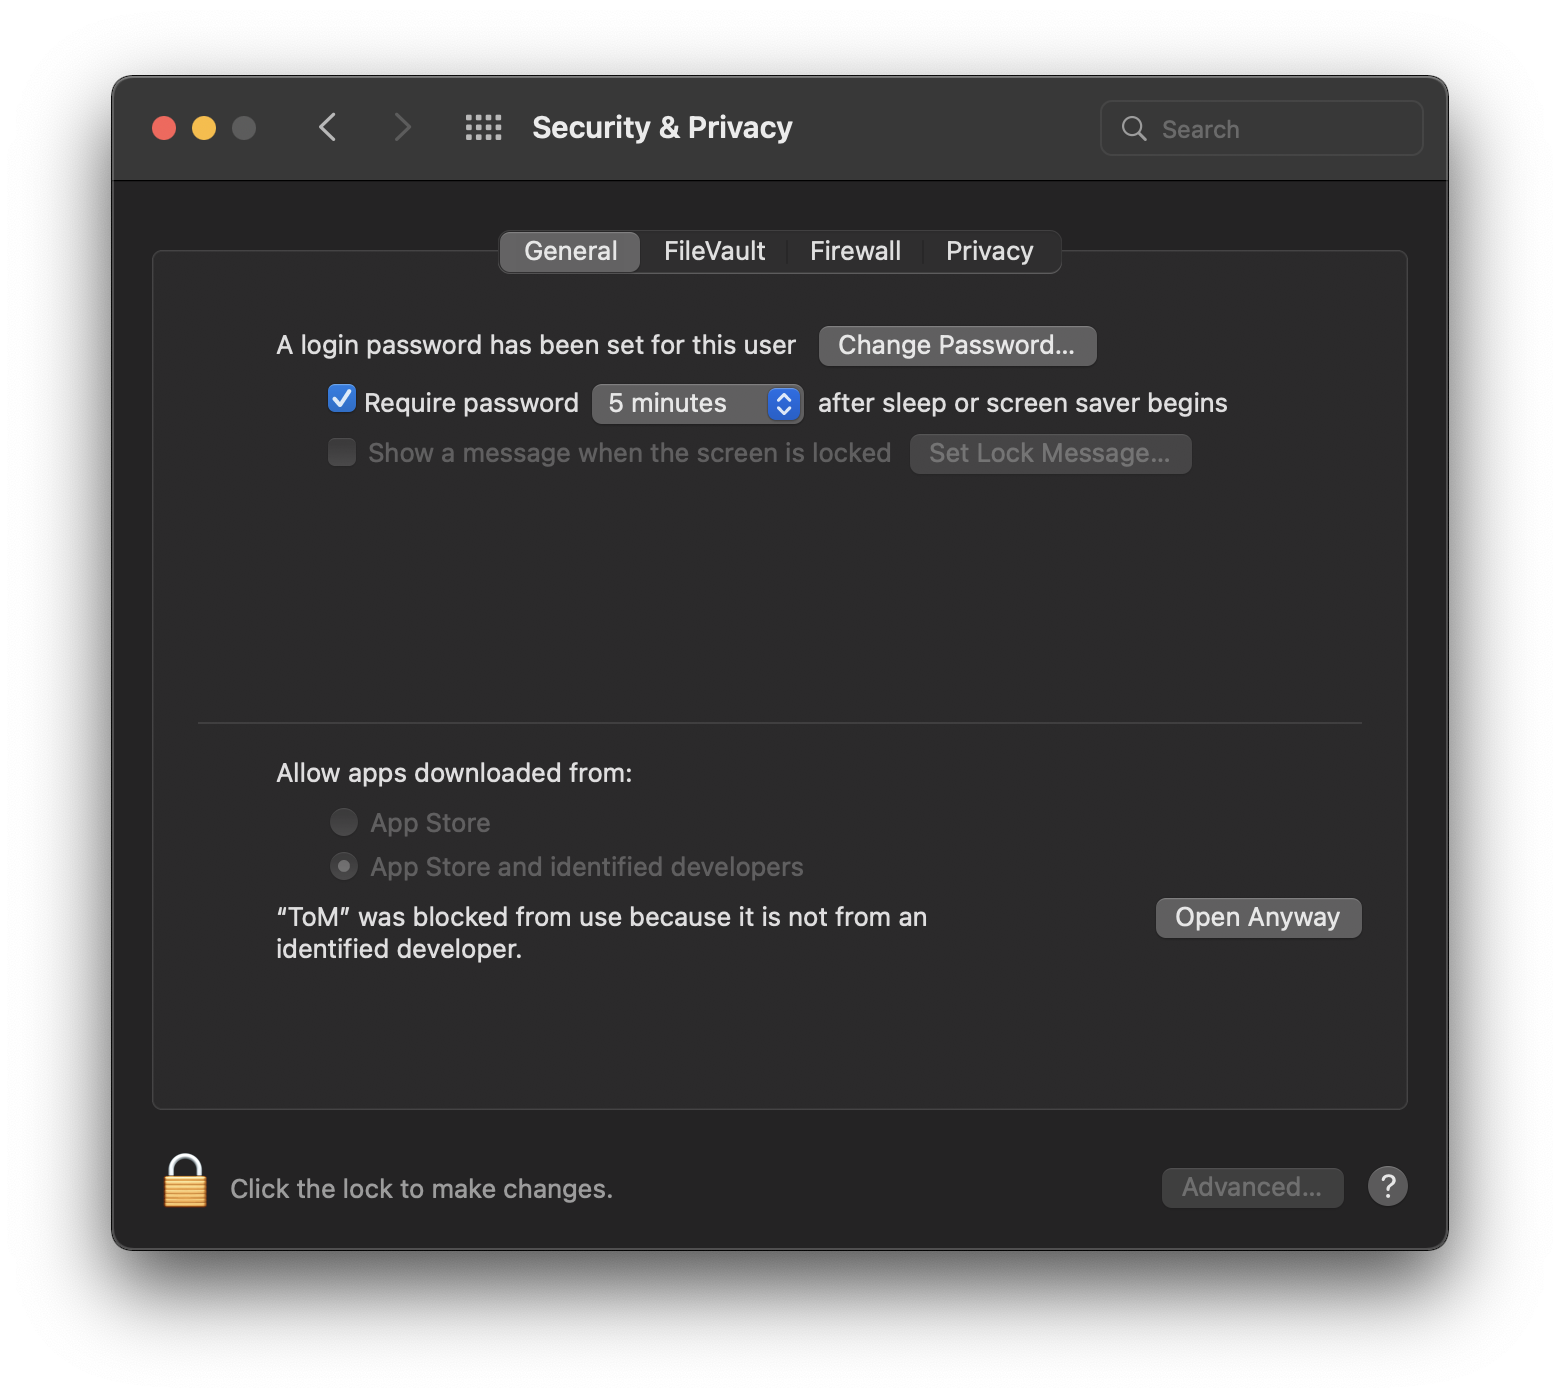 Security & Privacy
Search
General FileVault Firewall Privacy
A login password has been set for this user Change Password...
Require password 5 minutes after sleep or screen saver begins
Show a message when the screen is locked Set Lock Message...
Allow apps downloaded from:
App Store
App Store and identified developers
“ToM” was blocked from use because it is not from an Open Anyway
identified developer.
Click the lock to make changes. Advanced... ?